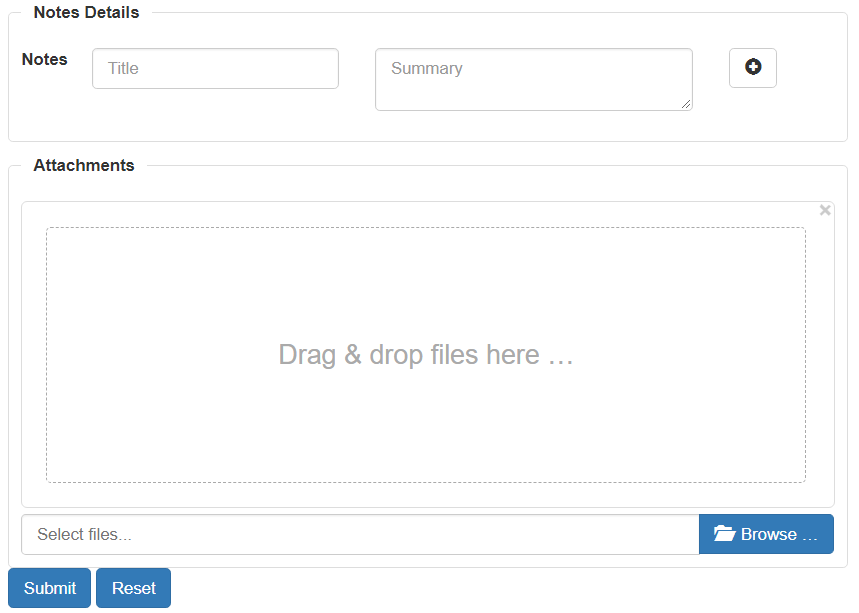 Notes Details
Notes Title Summary
Attachments
Drag & drop files here …
Select files... Browse …
Submit Reset